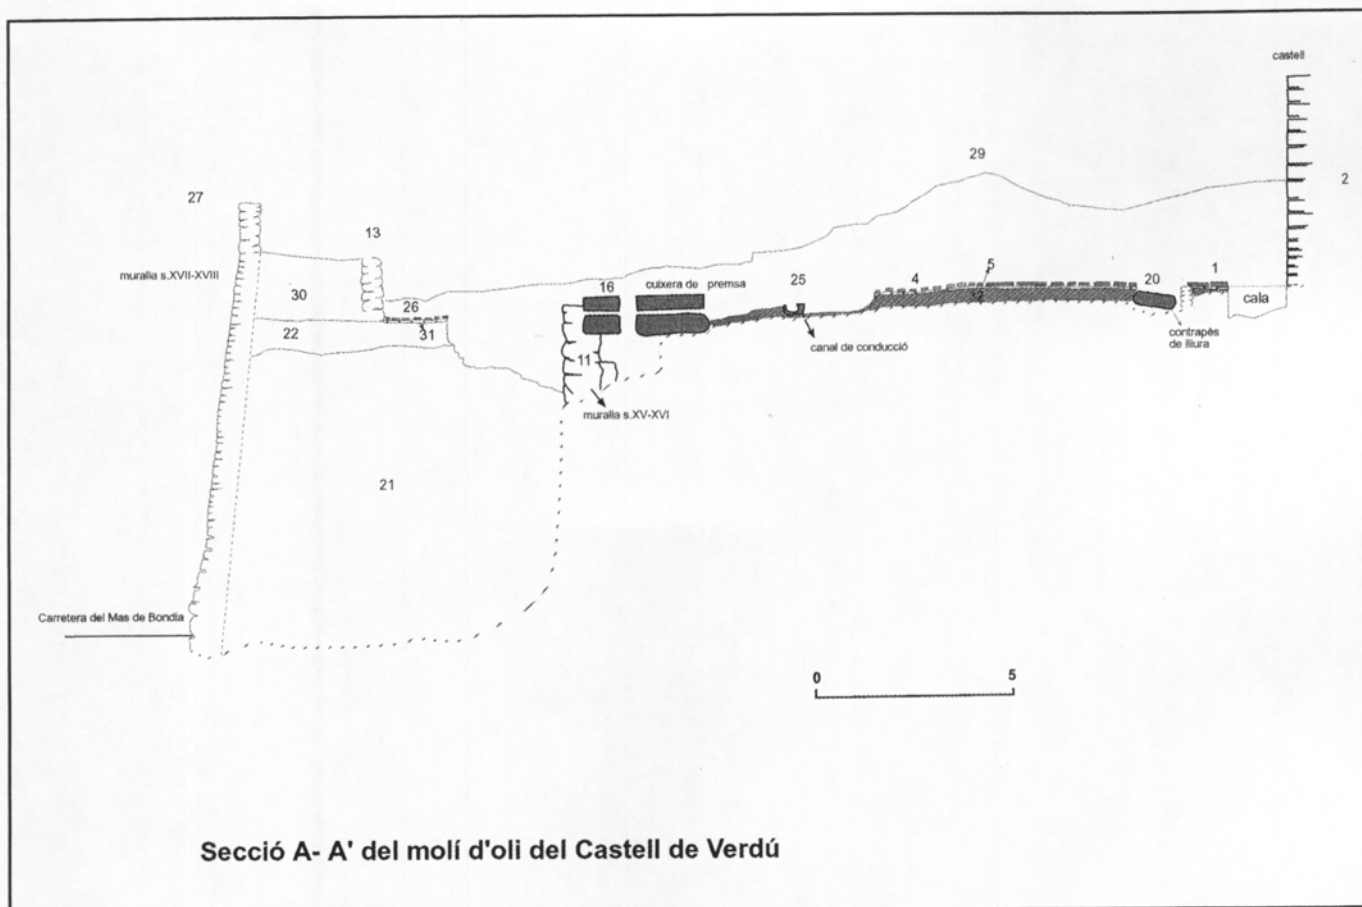 castell
29
2
27
13
muralla s.XVII-XVIII
30
26
22
31
16
cuixera de premsa
25
4
5
32
20
1
cala
canal de conducció
contrapès
de lliura
11
muralla s.XV-XVI
21
Carretera del Mas de Bondia
0 5
Secció A- A' del molí d'oli del Castell de Verdú